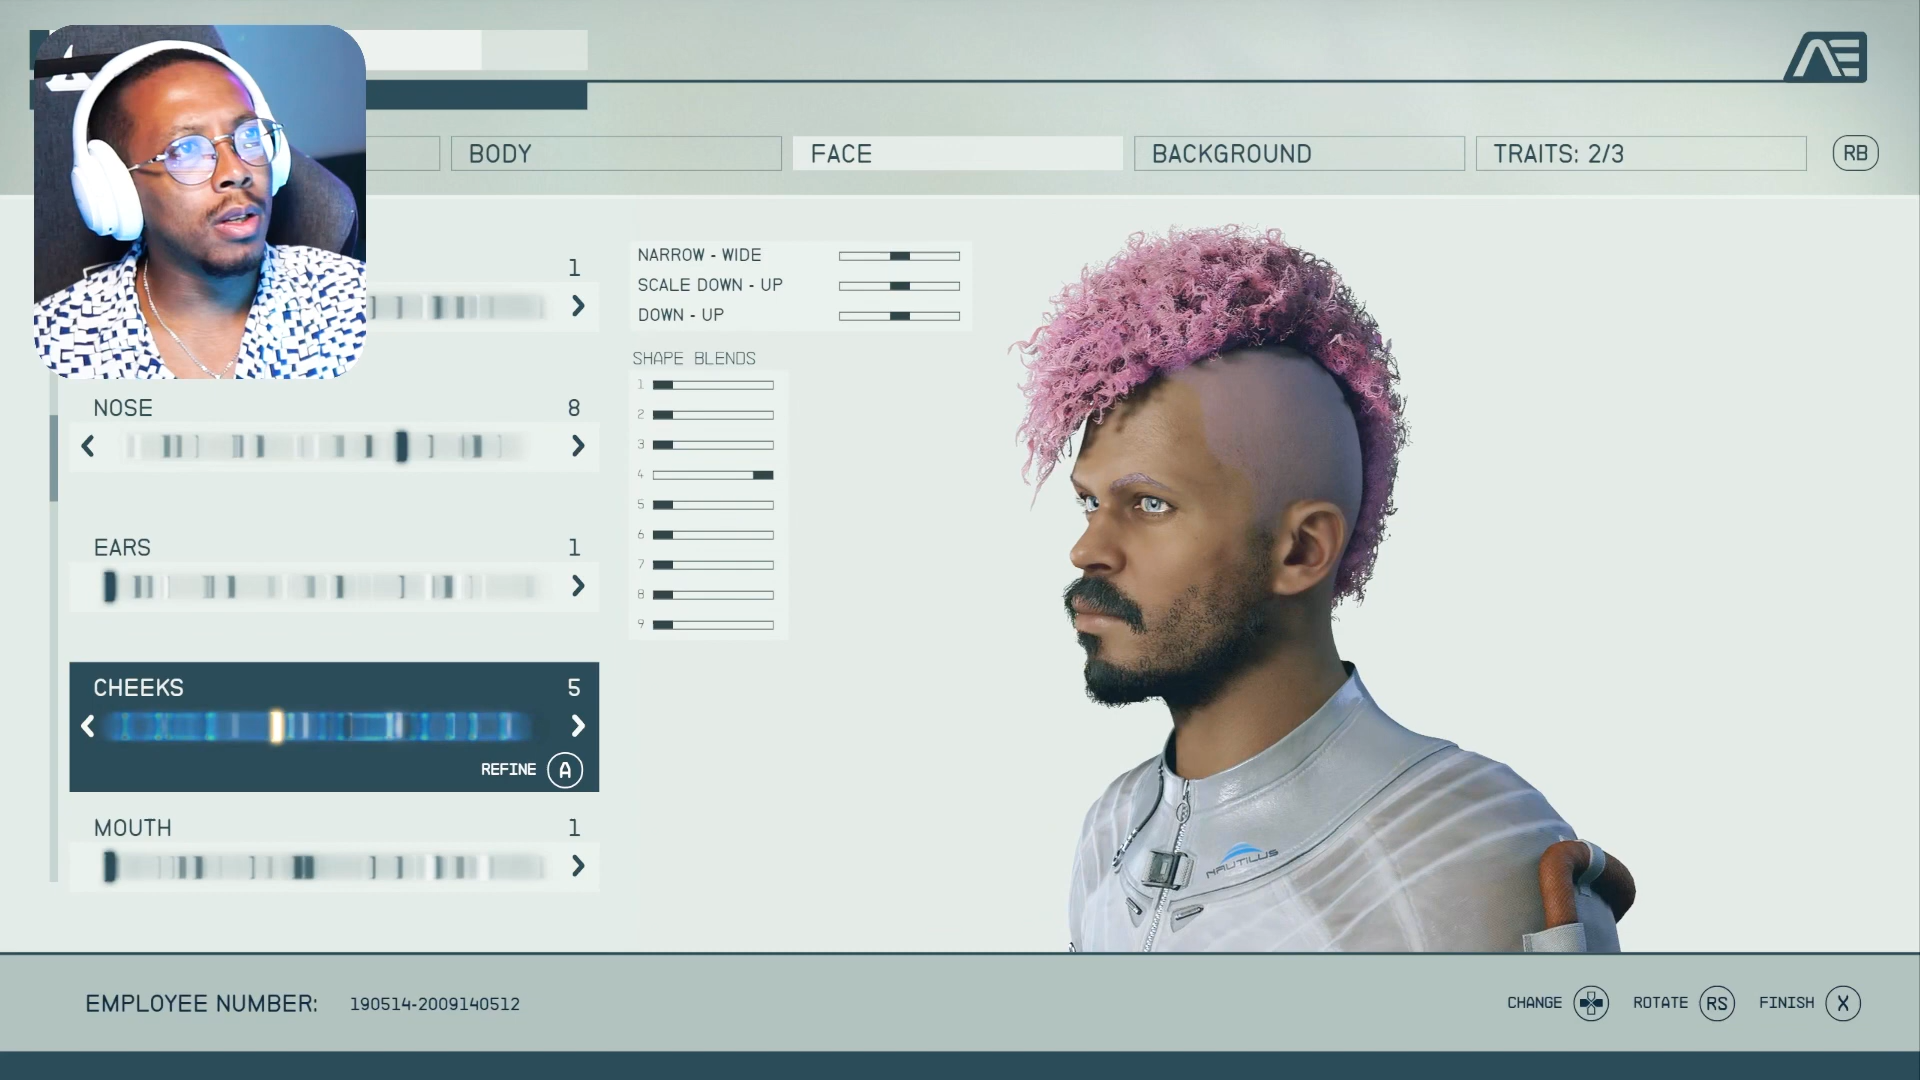 AE
BODY
FACE
BACKGROUND
TRAITS: 2/3
RB
1
NOSE
8
EARS
1
CHEEKS
5
REFINE A
MOUTH
1
NARROW - WIDE
SCALE DOWN - UP
DOWN - UP
SHAPE BLENDS
1
2
3
4
5
6
7
8
9
NAUTILUS
EMPLOYEE NUMBER: 190514-2009140512
CHANGE
ROTATE RS
FINISH X